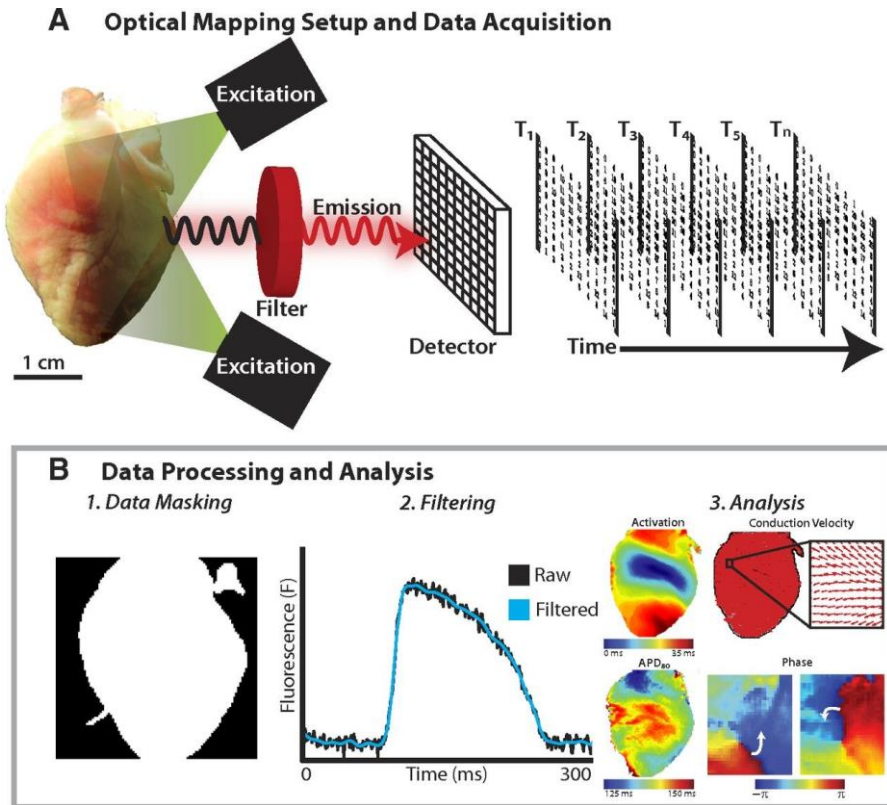 A Optical Mapping Setup and Data Acquisition
Excitation
Emission
Filter
Excitation
1 cm
Detector
T1 T2 T3 T4 T5 Tn
Time
B Data Processing and Analysis
1. Data Masking
2. Filtering
Fluorescence (F)
Raw
Filtered
0 Time (ms) 300
3. Analysis
Activation
0 ms 35 ms
Conduction Velocity
APD80
125 ms 150 ms
Phase
−π π